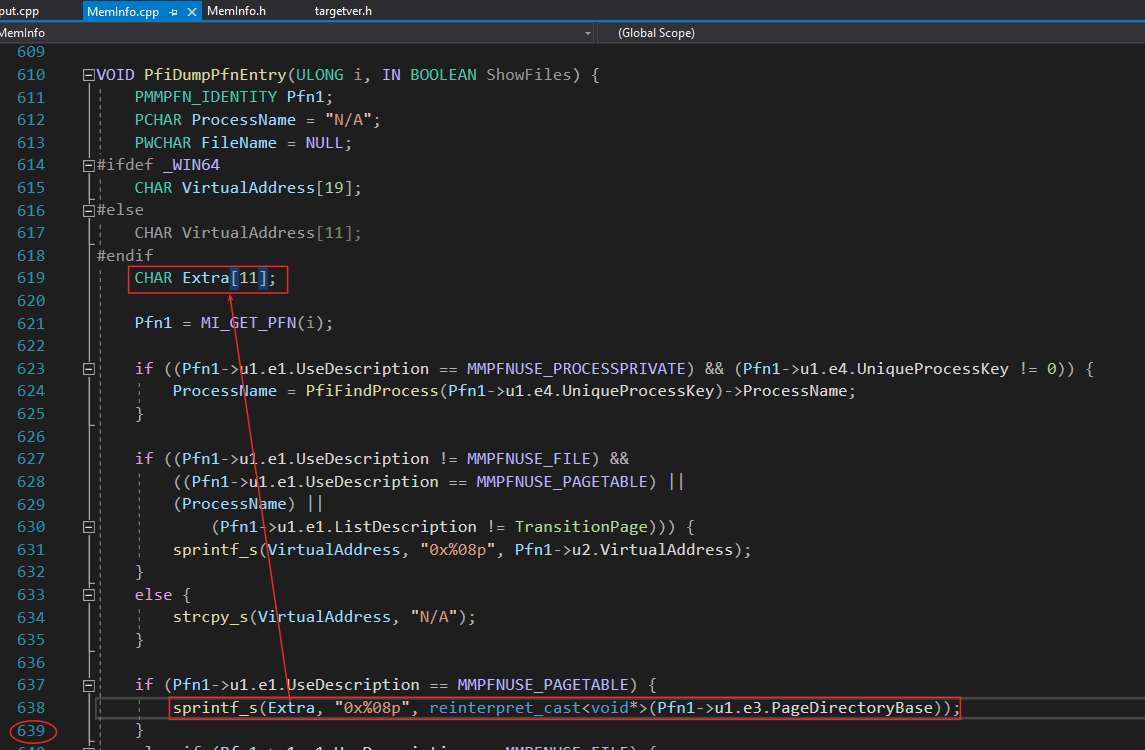 put.cpp MemInfo.cpp MemInfo.h targetver.h
MemInfo (Global Scope)
609
610 VOID PfiDumpPfnEntry(ULONG i, IN BOOLEAN ShowFiles) {
611 PMMPFN_IDENTITY Pfn1;
612 PCHAR ProcessName = "N/A";
613 PWCHAR FileName = NULL;
614 #ifdef _WIN64
615 CHAR VirtualAddress[19];
616 #else
617 CHAR VirtualAddress[11];
618 #endif
619 CHAR Extra[11];
620
621 Pfn1 = MI_GET_PFN(i);
622
623 if ((Pfn1->u1.e1.UseDescription == MMPFNUSE_PROCESSPRIVATE) && (Pfn1->u1.e4.UniqueProcessKey != 0)) {
624 ProcessName = PfiFindProcess(Pfn1->u1.e4.UniqueProcessKey)->ProcessName;
625 }
626
627 if ((Pfn1->u1.e1.UseDescription != MMPFNUSE_FILE) &&
628 ((Pfn1->u1.e1.UseDescription == MMPFNUSE_PAGETABLE) ||
629 (ProcessName) ||
630 (Pfn1->u1.e1.ListDescription != TransitionPage))) {
631 sprintf_s(VirtualAddress, "0x%08p", Pfn1->u2.VirtualAddress);
632 }
633 else {
634 strcpy_s(VirtualAddress, "N/A");
635 }
636
637 if (Pfn1->u1.e1.UseDescription == MMPFNUSE_PAGETABLE) {
638 sprintf_s(Extra, "0x%08p", reinterpret_cast<void*>(Pfn1->u1.e3.PageDirectoryBase));
639 }